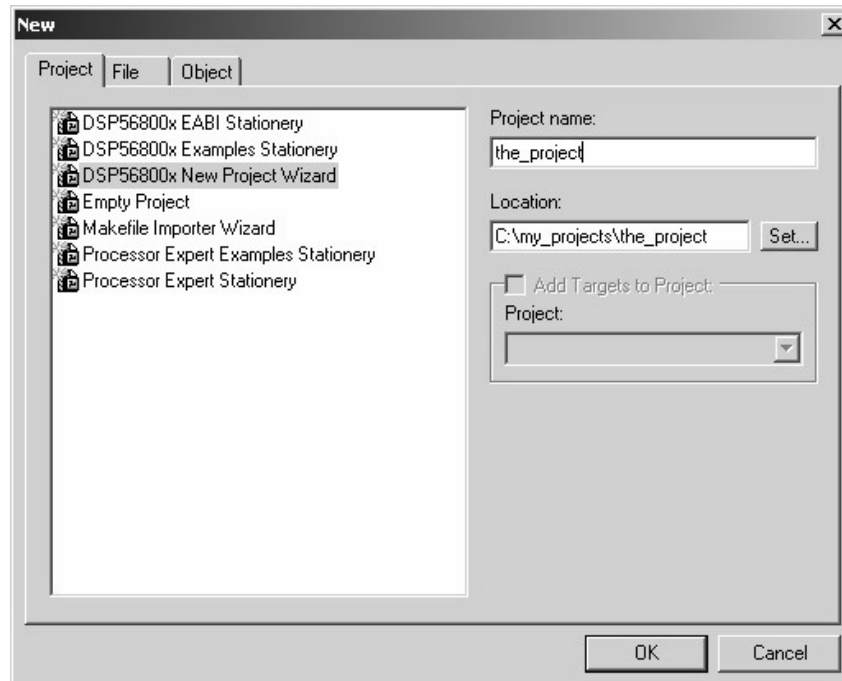 New
Project File Object
DSP56800x EABI Stationery
DSP56800x Examples Stationery
DSP56800x New Project Wizard
Empty Project
Makefile Importer Wizard
Processor Expert Examples Stationery
Processor Expert Stationery
Project name:
the_project
Location:
C:\my_projects\the_project Set...
Add Targets to Project:
Project:
OK Cancel